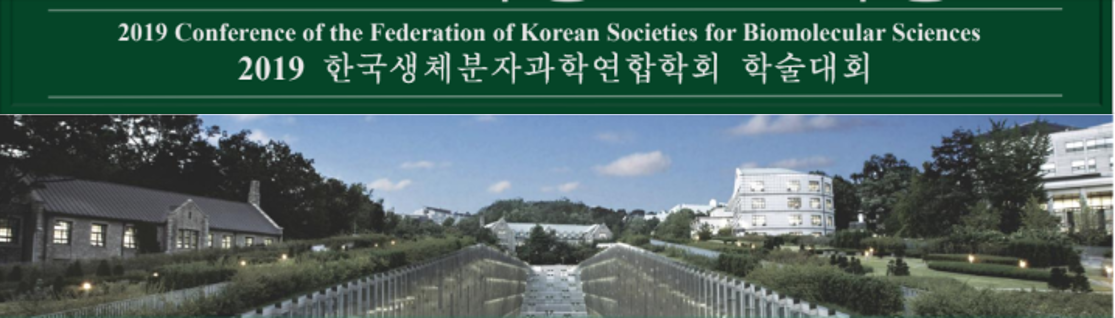 2019 Conference of the Federation of Korean Societies for Biomolecular Sciences
2019 한국생체분자과학연합학회 학술대회